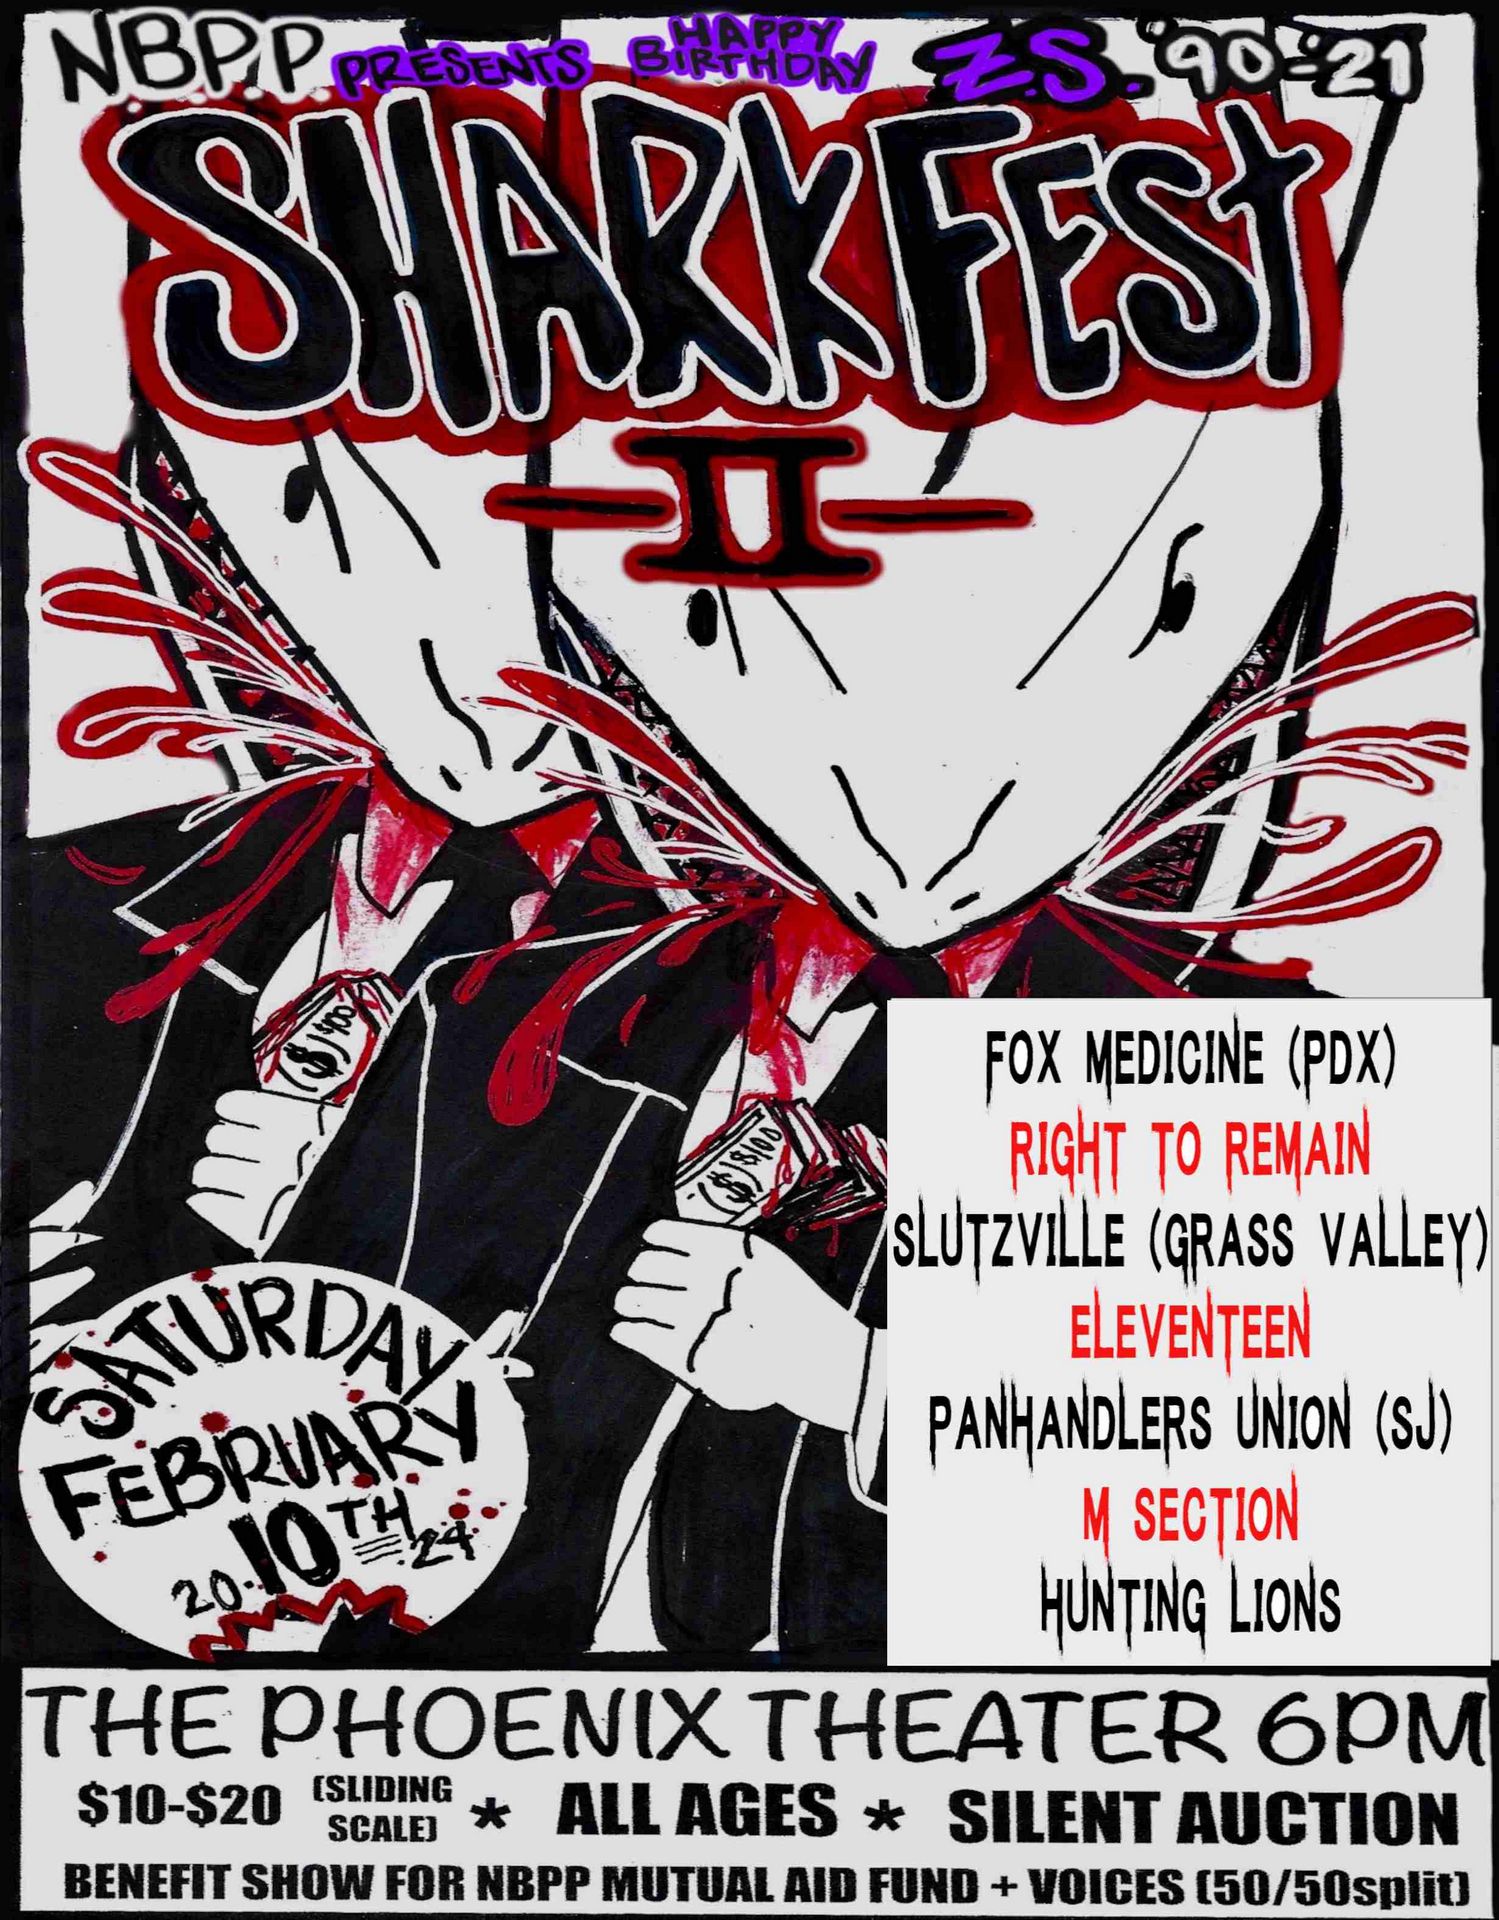 N.B.P.P. PRESENTS HAPPY BIRTHDAY Z.S. '90-'21
SHARKFEST
-II-
($)$100
($)$100
FOX MEDICINE (PDX)
RIGHT TO REMAIN
SLUTZVILLE (GRASS VALLEY)
ELEVENTEEN
PANHANDLERS UNION (SJ)
M SECTION
HUNTING LIONS
SATURDAY
FEBRUARY
10TH
20. .24
THE PHOENIX THEATER 6PM
$10-$20 (SLIDING SCALE) * ALL AGES * SILENT AUCTION
BENEFIT SHOW FOR NBPP MUTUAL AID FUND + VOICES (50/50split)